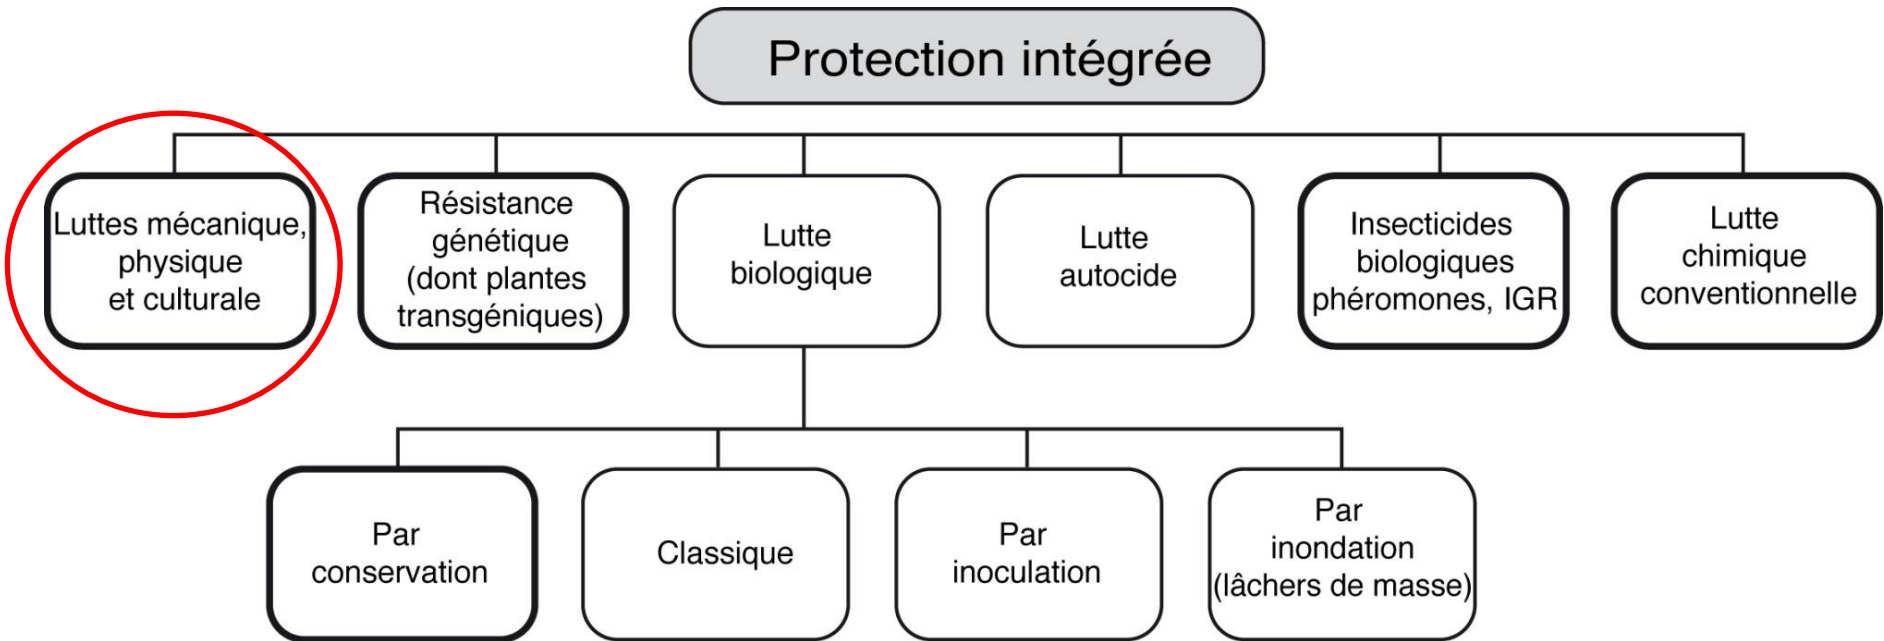 Protection intégrée
Luttes mécanique,
physique
et culturale
Résistance
génétique
(dont plantes
transgéniques)
Lutte
biologique
Lutte
autocide
Insecticides
biologiques
phéromones, IGR
Lutte
chimique
conventionnelle
Par
conservation
Classique
Par
inoculation
Par
inondation
(lâchers de masse)